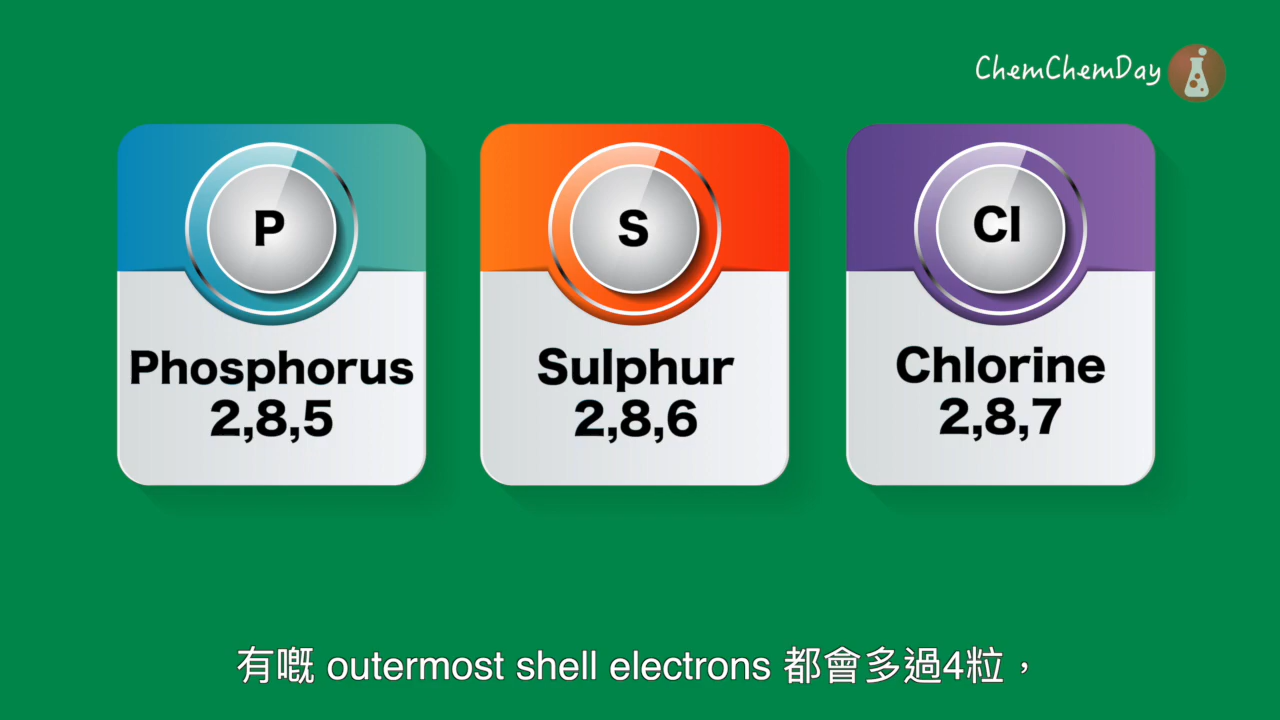 ChemChemDay
P
Phosphorus
2,8,5
S
Sulphur
2,8,6
Cl
Chlorine
2,8,7
有嘅 outermost shell electrons 都會多過4粒，